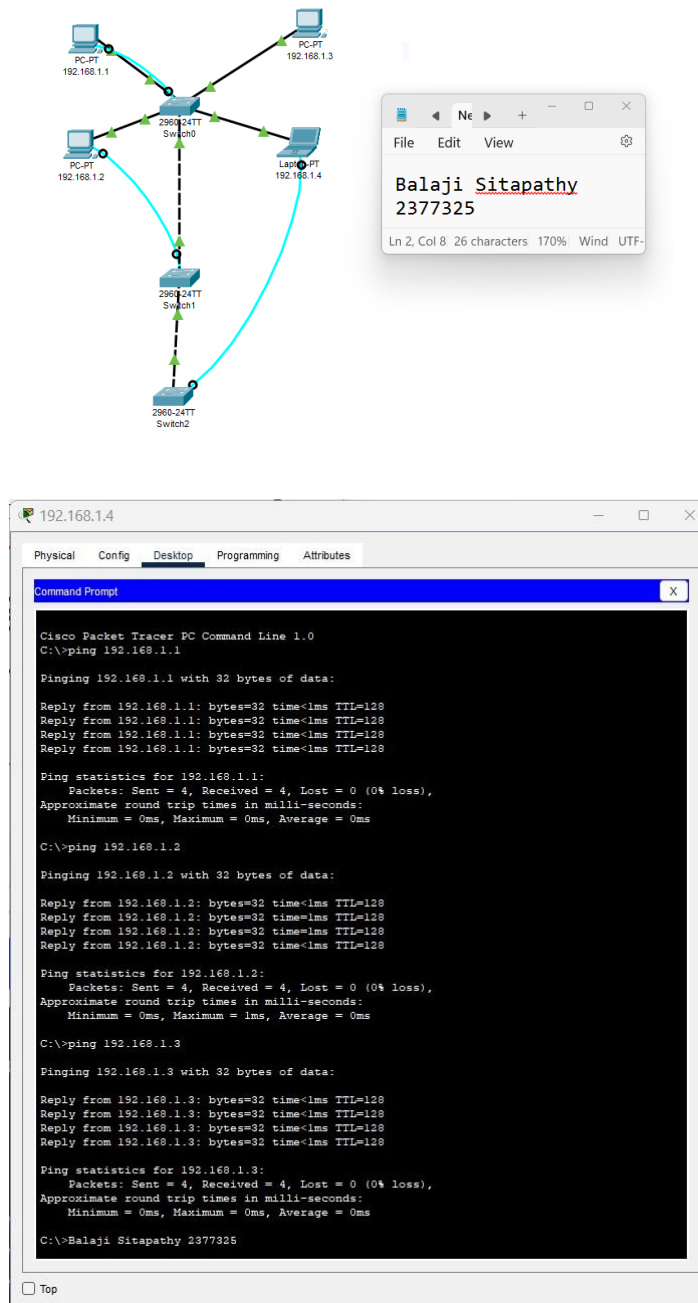 PC-PT
192.168.1.1
PC-PT
192.168.1.3
2960-24TT
Switch0
PC-PT
192.168.1.2
Laptop-PT
192.168.1.4
2960-24TT
Switch1
2960-24TT
Switch2
Ne
File Edit View
Balaji Sitapathy
2377325
Ln 2, Col 8 26 characters 170% Wind UTF-
192.168.1.4
Physical Config Desktop Programming Attributes
Command Prompt X
Cisco Packet Tracer PC Command Line 1.0
C:\>ping 192.168.1.1
Pinging 192.168.1.1 with 32 bytes of data:
Reply from 192.168.1.1: bytes=32 time<1ms TTL=128
Reply from 192.168.1.1: bytes=32 time<1ms TTL=128
Reply from 192.168.1.1: bytes=32 time<1ms TTL=128
Reply from 192.168.1.1: bytes=32 time<1ms TTL=128
Ping statistics for 192.168.1.1:
Packets: Sent = 4, Received = 4, Lost = 0 (0% loss),
Approximate round trip times in milli-seconds:
Minimum = 0ms, Maximum = 0ms, Average = 0ms
C:\>ping 192.168.1.2
Pinging 192.168.1.2 with 32 bytes of data:
Reply from 192.168.1.2: bytes=32 time<1ms TTL=128
Reply from 192.168.1.2: bytes=32 time=1ms TTL=128
Reply from 192.168.1.2: bytes=32 time=1ms TTL=128
Reply from 192.168.1.2: bytes=32 time<1ms TTL=128
Ping statistics for 192.168.1.2:
Packets: Sent = 4, Received = 4, Lost = 0 (0% loss),
Approximate round trip times in milli-seconds:
Minimum = 0ms, Maximum = 1ms, Average = 0ms
C:\>ping 192.168.1.3
Pinging 192.168.1.3 with 32 bytes of data:
Reply from 192.168.1.3: bytes=32 time<1ms TTL=128
Reply from 192.168.1.3: bytes=32 time<1ms TTL=128
Reply from 192.168.1.3: bytes=32 time<1ms TTL=128
Reply from 192.168.1.3: bytes=32 time<1ms TTL=128
Ping statistics for 192.168.1.3:
Packets: Sent = 4, Received = 4, Lost = 0 (0% loss),
Approximate round trip times in milli-seconds:
Minimum = 0ms, Maximum = 0ms, Average = 0ms
C:\>Balaji Sitapathy 2377325
Top